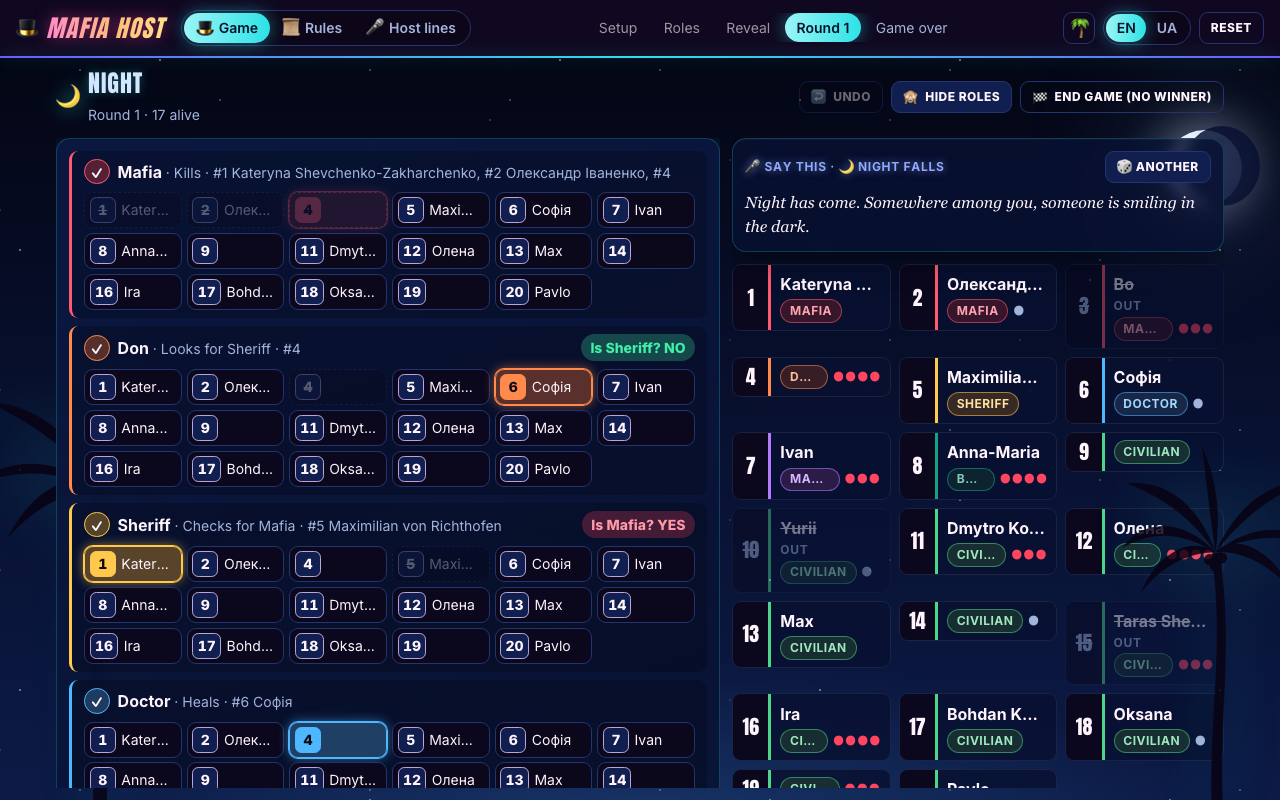 MAFIA HOST
Game
Rules
Host lines
Setup
Roles
Reveal
Round 1
Game over
EN
UA
RESET
NIGHT
Round 1 · 17 alive
UNDO
HIDE ROLES
END GAME (NO WINNER)
Mafia · Kills · #1 Kateryna Shevchenko-Zakharchenko, #2 Олександр Іваненко, #4
1 Kater...
2 Олек...
4
5 Maxi...
6 Софія
7 Ivan
8 Anna...
9
11 Dmyt...
12 Олена
13 Max
14
16 Ira
17 Bohd...
18 Oksa...
19
20 Pavlo
Don · Looks for Sheriff · #4
Is Sheriff? NO
1 Kater...
2 Олек...
4
5 Maxi...
6 Софія
7 Ivan
8 Anna...
9
11 Dmyt...
12 Олена
13 Max
14
16 Ira
17 Bohd...
18 Oksa...
19
20 Pavlo
Sheriff · Checks for Mafia · #5 Maximilian von Richthofen
Is Mafia? YES
1 Kater...
2 Олек...
4
5 Maxi...
6 Софія
7 Ivan
8 Anna...
9
11 Dmyt...
12 Олена
13 Max
14
16 Ira
17 Bohd...
18 Oksa...
19
20 Pavlo
Doctor · Heals · #6 Софія
1 Kater...
2 Олек...
4
5 Maxi...
6 Софія
7 Ivan
8 Anna...
9
11 Dmyt...
12 Олена
13 Max
14
SAY THIS · NIGHT FALLS
ANOTHER
Night has come. Somewhere among you, someone is smiling in
the dark.
1 Kateryna ...
MAFIA
2 Олександ...
MAFIA
3 Bo
OUT
MA...
4 D...
5 Maximilia...
SHERIFF
6 Софія
DOCTOR
7 Ivan
MA...
8 Anna-Maria
B...
9 CIVILIAN
10 Yurii
OUT
CIVILIAN
11 Dmytro Ko...
CIVI...
12 Олена
CI...
13 Max
CIVILIAN
14 CIVILIAN
15 Taras She...
OUT
CIVI...
16 Ira
CI...
17 Bohdan K...
CIVILIAN
18 Oksana
CIVILIAN
19 CIVILI...
Pavlo